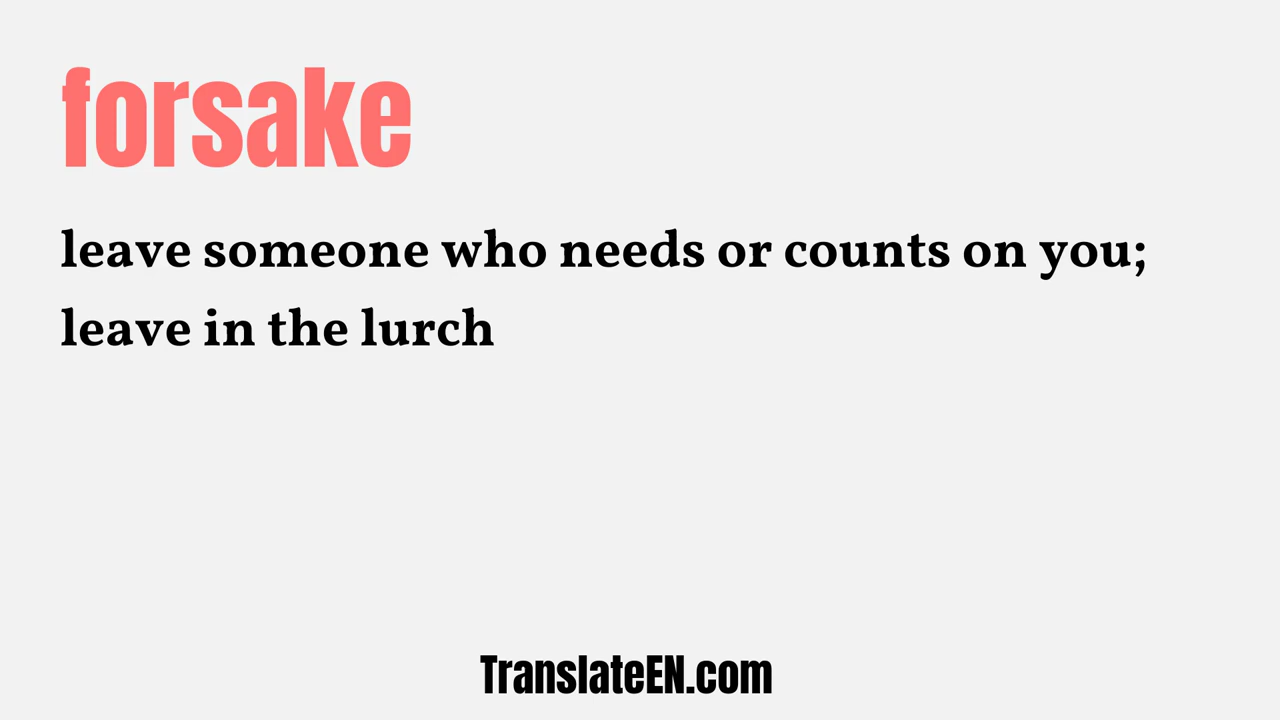 forsake
leave someone who needs or counts on you;
leave in the lurch
TranslateEN.com